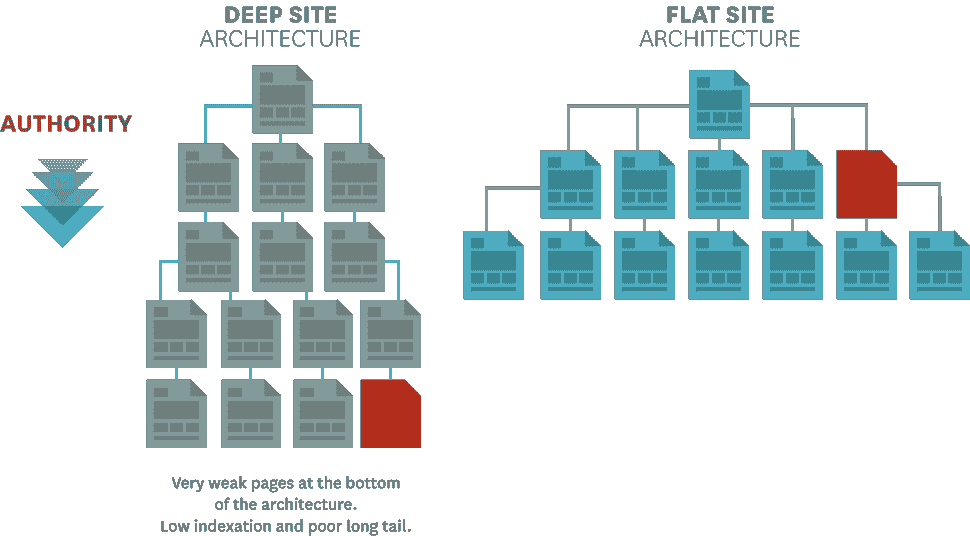 DEEP SITE
ARCHITECTURE
FLAT SITE
ARCHITECTURE
AUTHORITY
Very weak pages at the bottom
of the architecture.
Low indexation and poor long tail.